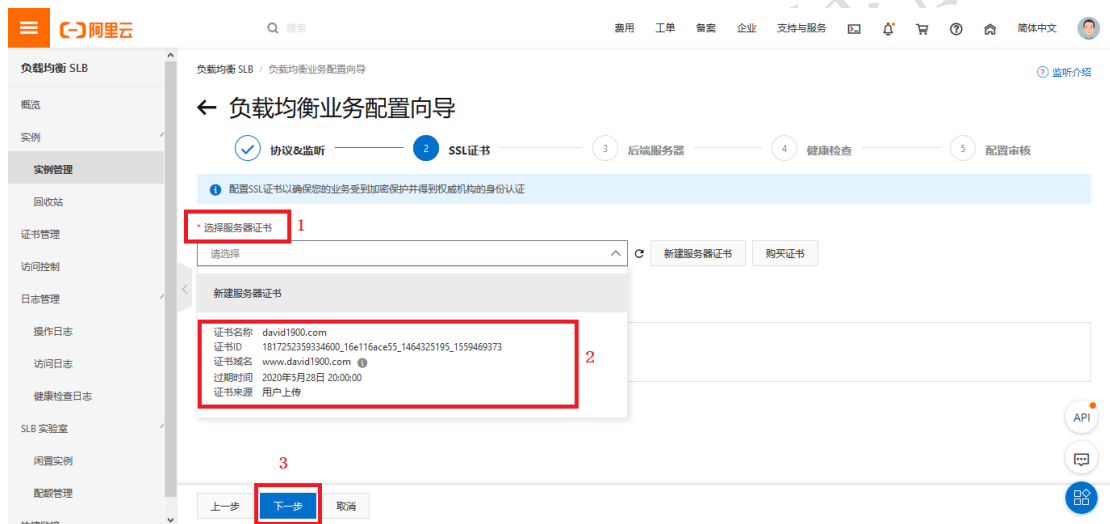 阿里云
搜索
费用 工单 备案 企业 支持与服务 简体中文
负载均衡 SLB
概览
实例
实例管理
回收站
证书管理
访问控制
日志管理
操作日志
访问日志
健康检查日志
SLB 实验室
闲置实例
配额管理
负载均衡 SLB / 负载均衡业务配置向导
监听介绍
← 负载均衡业务配置向导
协议&监听
2 SSL证书
3 后端服务器
4 健康检查
5 配置审核
配置SSL证书以确保您的业务受到加密保护并得到权威机构的身份认证
* 选择服务器证书
1
请选择
新建服务器证书 购买证书
新建服务器证书
证书名称 david1900.com
证书ID 1817252359334600_16e116ace55_1464325195_1559469373
证书域名 www.david1900.com
过期时间 2020年5月28日 20:00:00
证书来源 用户上传
2
API
3
上一步 下一步 取消